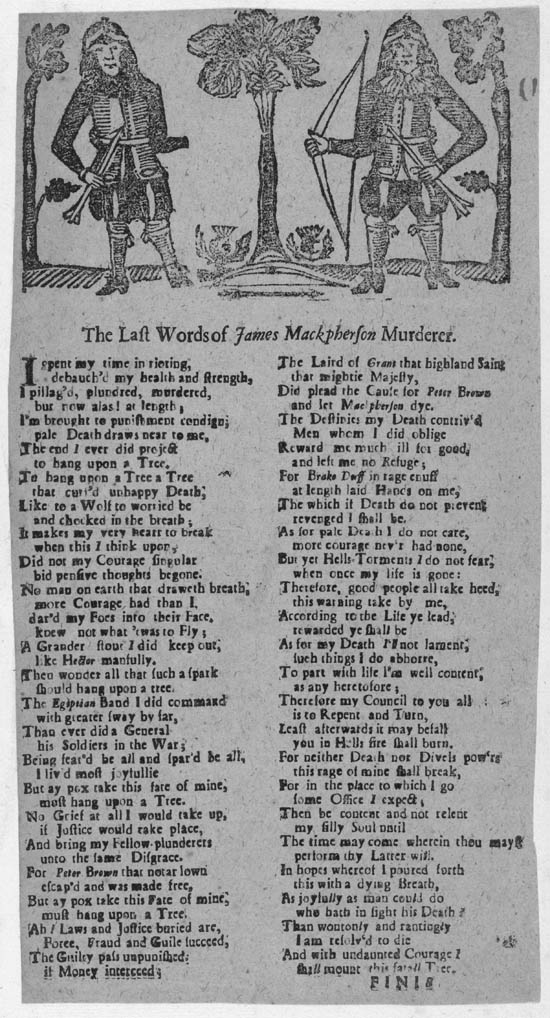 The Last Words of James Mackpherson Murderer.
I spent my time in rioting,
debauch'd my health and strength,
I pillag'd, plundred, murdered,
but now alas! at length;
I'm brought to punishment condign;
pale Death draws near to me,
The end I ever did project
to hang upon a Tree.
To hang upon a Tree a Tree
that curs'd unhappy Death,
Like to a Wolf to worried be
and chocked in the breath;
It makes my very heart to break
when this I think upon,
Did not my Courage singular
bid pensive thoughts begone.
No man on earth that draweth breath,
more Courage had than I,
dar'd my Foes into their Face,
knew not what 'twas to Fly;
A Grander stout I did keep out,
like Hector manfully.
Then wonder all that such a spark
should hang upon a tree.
The Egiptian Band I did command
with greater sway by far,
Than ever did a General
his Soldiers in the War;
Being fear'd be all and spar'd be all,
I liv'd most joyfullie
But ay pox take this fate of mine,
must hang upon a Tree.
No Grief at all I would take up,
if Jostice would take place,
And bring my Fellow-plunderers
unto the same Disgrace.
For Peter Brown that notar lown
escap'd and was made free,
But ay pox take this Fate of mine,
must hang upon a Tree.
Ah! Laws and Jostice buried are,
Force, Fraud and Guile succeed,
The Guilty pass unpunished:
if Money interceed;
The Laird of Grant that highland Saint
that mightie Majesty,
Did plead the Cause for Peter Brown
and let Mackpherson dye.
The Destinies my Death contriv'd
Men whom I did oblige
Reward me much ill for good,
and left me no Refuge;
For Brako Duff in rage enuff
at length laid Hands on me,
The which if Death do not prevent
revenged I shall be.
As for pale Death I do not care,
more courage nev'r had none,
But yet Hells-Torments I do not fear,
when once my life is gone:
Therefore, good people all take heed,
this warning take by me,
According to the Life ye lead,
rewarded ye shall be
As for my Death I'l not lament,
such things I do abhorre,
To part with life I'm well content,
as any heretofore;
Therefore my Council to you all
is to Repent and Turn,
Least afterwards it may befall
you in Hells fire shall burn.
For neither Death nor Divels pow'rs
this rage of mine shall break,
For in the place to which I go
some Office I expect;
Then be content and not relent
my silly Soul until
The time may come wherein thou mayst
perform thy Latter will.
In hopes whereof I poured forth
this with a dying Breath,
As joyfully as man could do
who hath in sight his Death:
Than wontonly and rantingly
I am resolv'd to die
And with undaunted Courage I
shall mount this fatall Tree.
FINIS